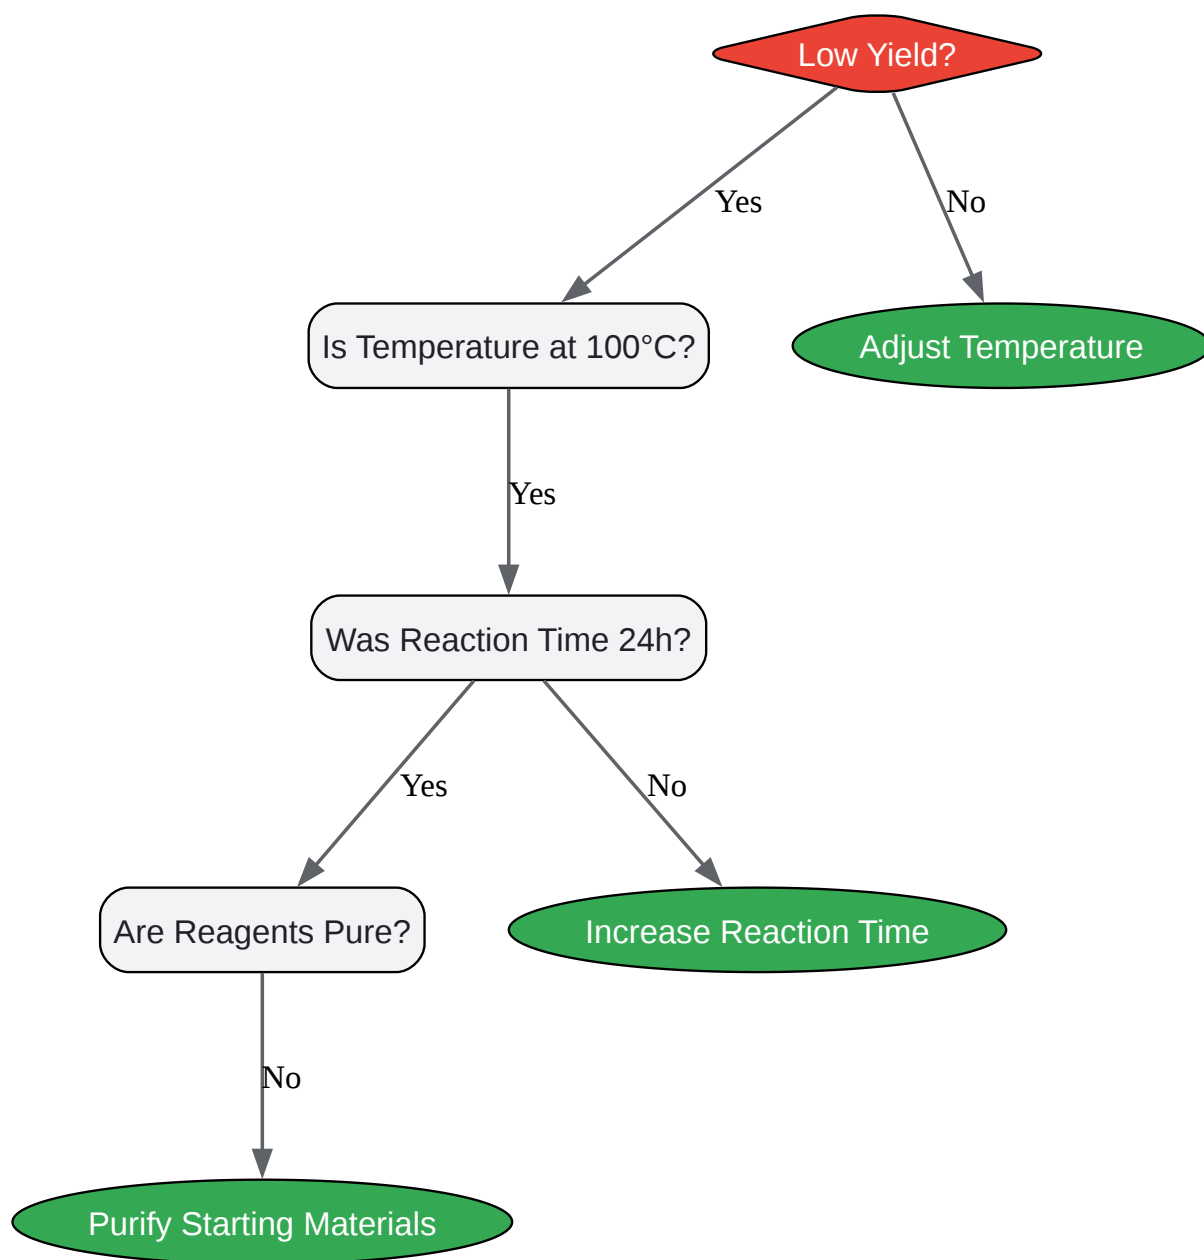 Low Yield?
Yes
No
Is Temperature at 100°C?
Adjust Temperature
Yes
Was Reaction Time 24h?
Yes
No
Are Reagents Pure?
Increase Reaction Time
No
Purify Starting Materials